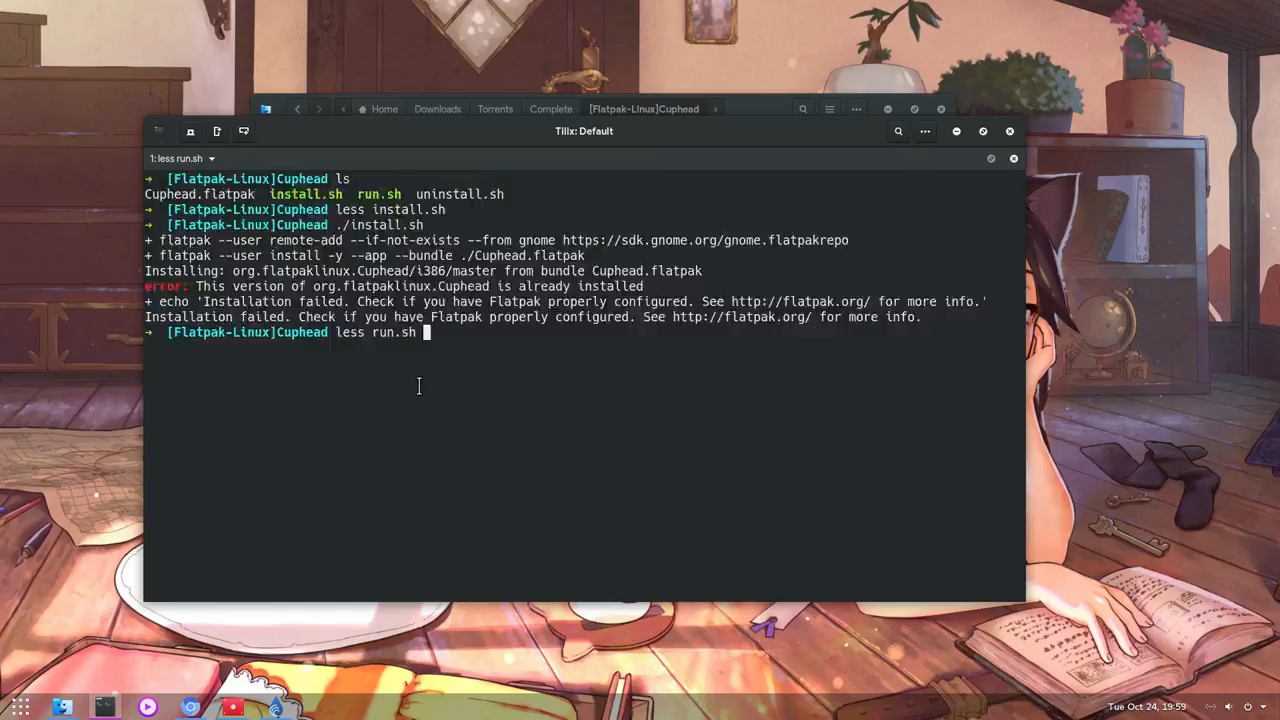 Home Downloads Torrents Complete [Flatpak-Linux]Cuphead
Tilix: Default
1: less run.sh
→ [Flatpak-Linux]Cuphead ls
Cuphead.flatpak install.sh run.sh uninstall.sh
→ [Flatpak-Linux]Cuphead less install.sh
→ [Flatpak-Linux]Cuphead ./install.sh
+ flatpak --user remote-add --if-not-exists --from gnome https://sdk.gnome.org/gnome.flatpakrepo
+ flatpak --user install -y --app --bundle ./Cuphead.flatpak
Installing: org.flatpaklinux.Cuphead/i386/master from bundle Cuphead.flatpak
error: This version of org.flatpaklinux.Cuphead is already installed
+ echo 'Installation failed. Check if you have Flatpak properly configured. See http://flatpak.org/ for more info.'
Installation failed. Check if you have Flatpak properly configured. See http://flatpak.org/ for more info.
→ [Flatpak-Linux]Cuphead less run.sh
Tue Oct 24, 19:59